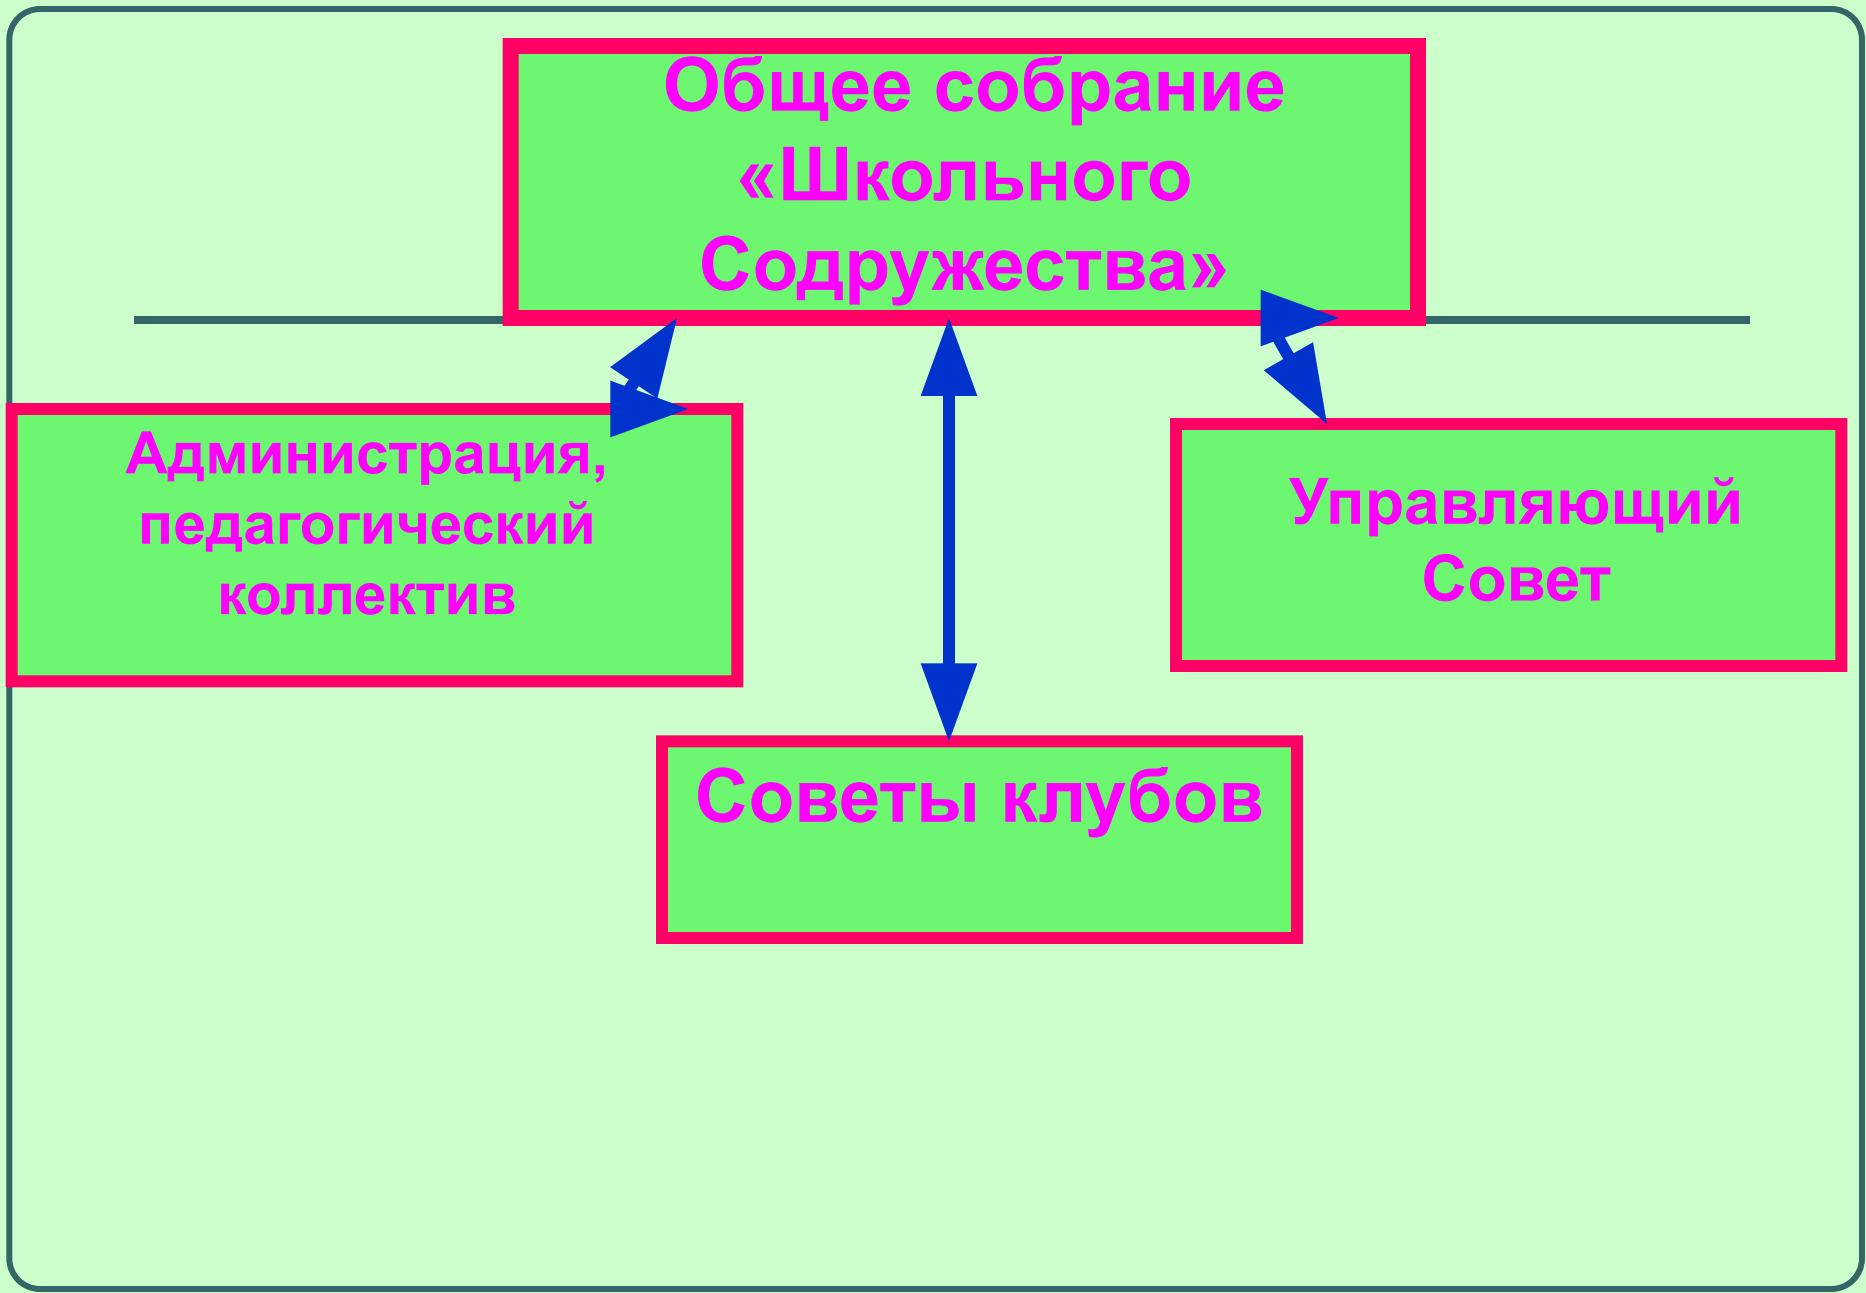 Общее собрание
«Школьного
Содружества»
Администрация,
педагогический
коллектив
Управляющий
Совет
Советы клубов